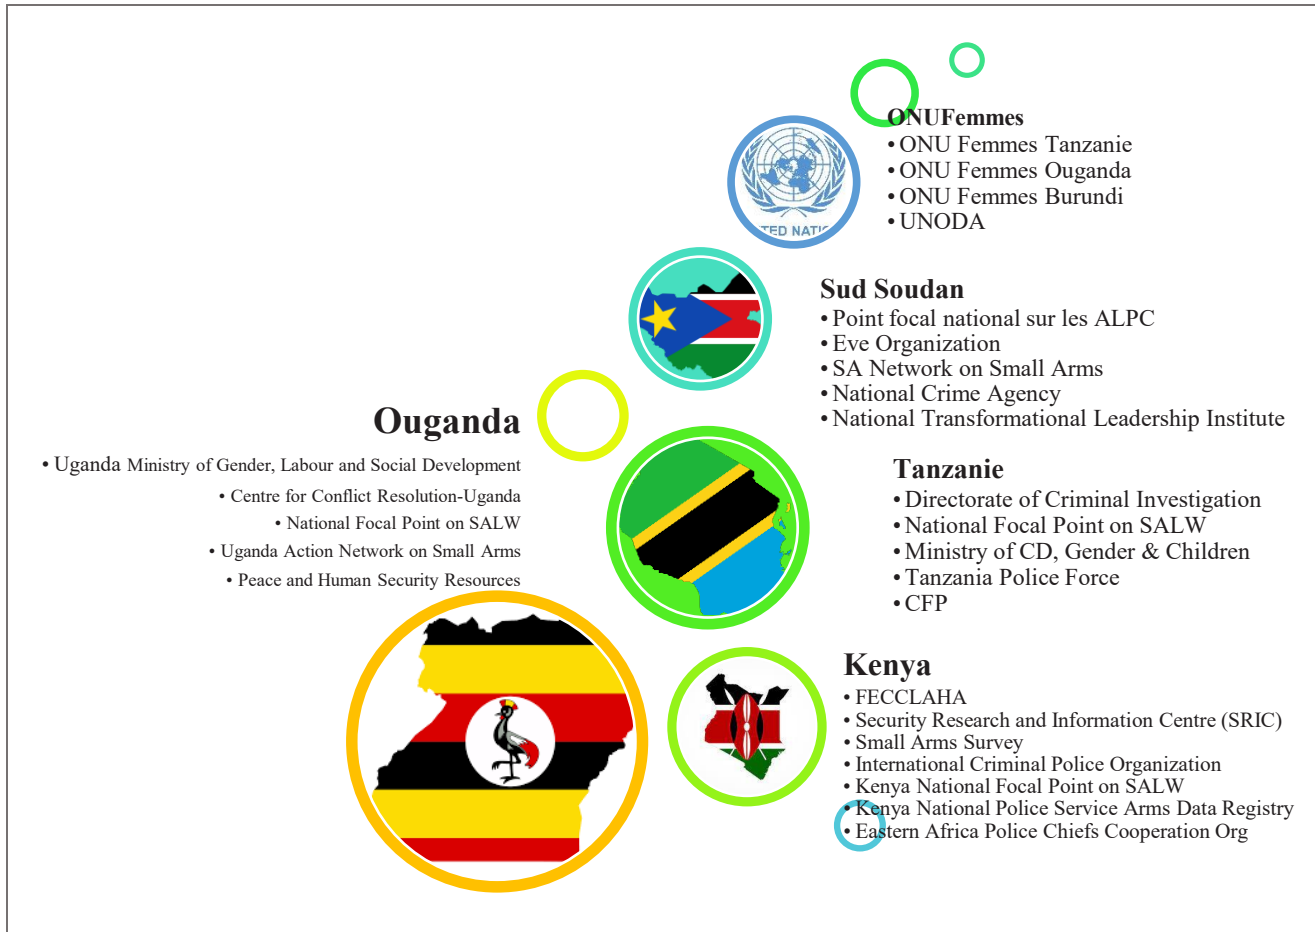 ONUFemmes
• ONU Femmes Tanzanie
• ONU Femmes Ouganda
• ONU Femmes Burundi
• UNODA
TED NATIO
Sud Soudan
• Point focal national sur les ALPC
• Eve Organization
• SA Network on Small Arms
• National Crime Agency
• National Transformational Leadership Institute
Ouganda
• Uganda Ministry of Gender, Labour and Social Development
• Centre for Conflict Resolution-Uganda
• National Focal Point on SALW
• Uganda Action Network on Small Arms
• Peace and Human Security Resources
Tanzanie
• Directorate of Criminal Investigation
• National Focal Point on SALW
• Ministry of CD, Gender & Children
• Tanzania Police Force
• CFP
Kenya
• FECCLAHA
• Security Research and Information Centre (SRIC)
• Small Arms Survey
• International Criminal Police Organization
• Kenya National Focal Point on SALW
• Kenya National Police Service Arms Data Registry
• Eastern Africa Police Chiefs Cooperation Org